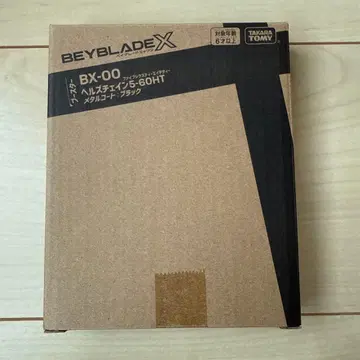 BEYBLADE X
対象年齢
6才以上
TAKARA
TOMY
ブースター
BX-00
ヘルズチェイン5-60HT
メタルコート:ブラック